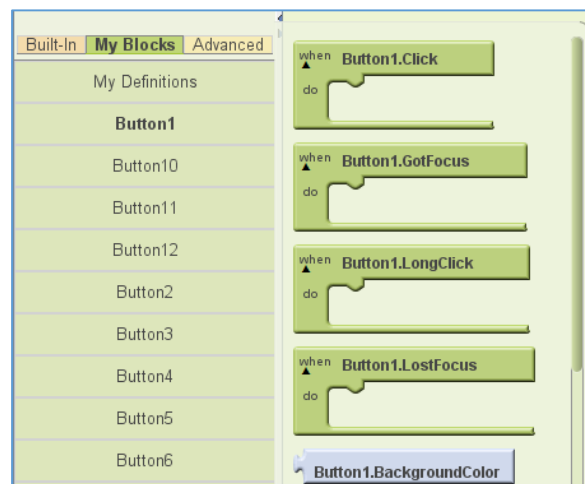 Built-In My Blocks Advanced
My Definitions
Button1
Button10
Button11
Button12
Button2
Button3
Button4
Button5
Button6
when Button1.Click
do
when Button1.GotFocus
do
when Button1.LongClick
do
when Button1.LostFocus
do
Button1.BackgroundColor